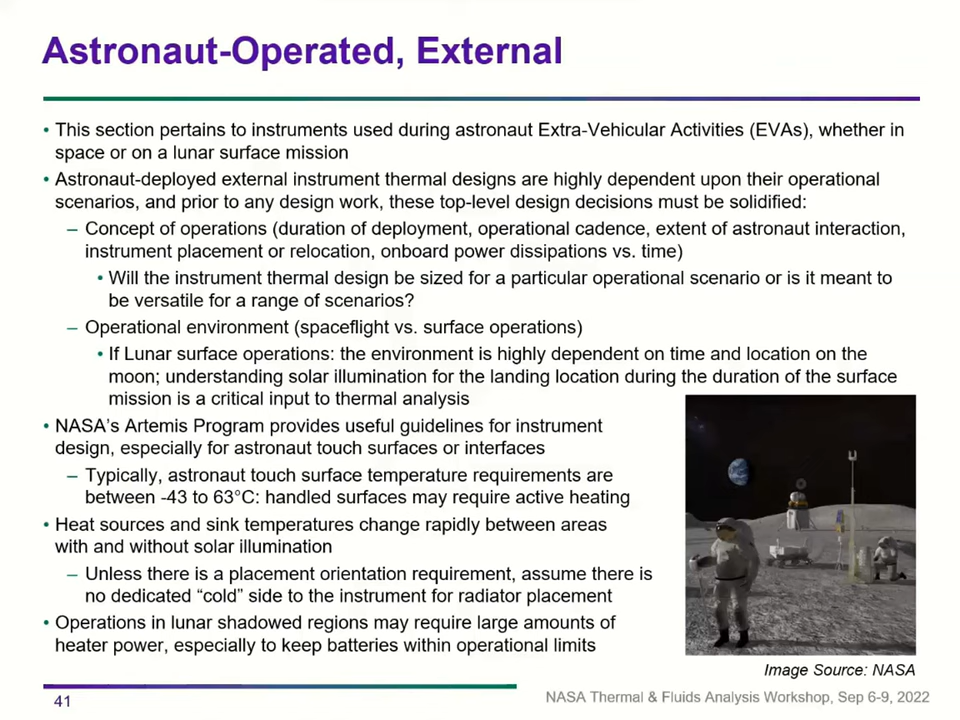 Astronaut-Operated, External
• This section pertains to instruments used during astronaut Extra-Vehicular Activities (EVAs), whether in
space or on a lunar surface mission
• Astronaut-deployed external instrument thermal designs are highly dependent upon their operational
scenarios, and prior to any design work, these top-level design decisions must be solidified:
– Concept of operations (duration of deployment, operational cadence, extent of astronaut interaction,
instrument placement or relocation, onboard power dissipations vs. time)
• Will the instrument thermal design be sized for a particular operational scenario or is it meant to
be versatile for a range of scenarios?
– Operational environment (spaceflight vs. surface operations)
• If Lunar surface operations: the environment is highly dependent on time and location on the
moon; understanding solar illumination for the landing location during the duration of the surface
mission is a critical input to thermal analysis
• NASA's Artemis Program provides useful guidelines for instrument
design, especially for astronaut touch surfaces or interfaces
– Typically, astronaut touch surface temperature requirements are
between -43 to 63°C: handled surfaces may require active heating
• Heat sources and sink temperatures change rapidly between areas
with and without solar illumination
– Unless there is a placement orientation requirement, assume there is
no dedicated “cold” side to the instrument for radiator placement
• Operations in lunar shadowed regions may require large amounts of
heater power, especially to keep batteries within operational limits
Image Source: NASA
41
NASA Thermal & Fluids Analysis Workshop, Sep 6-9, 2022